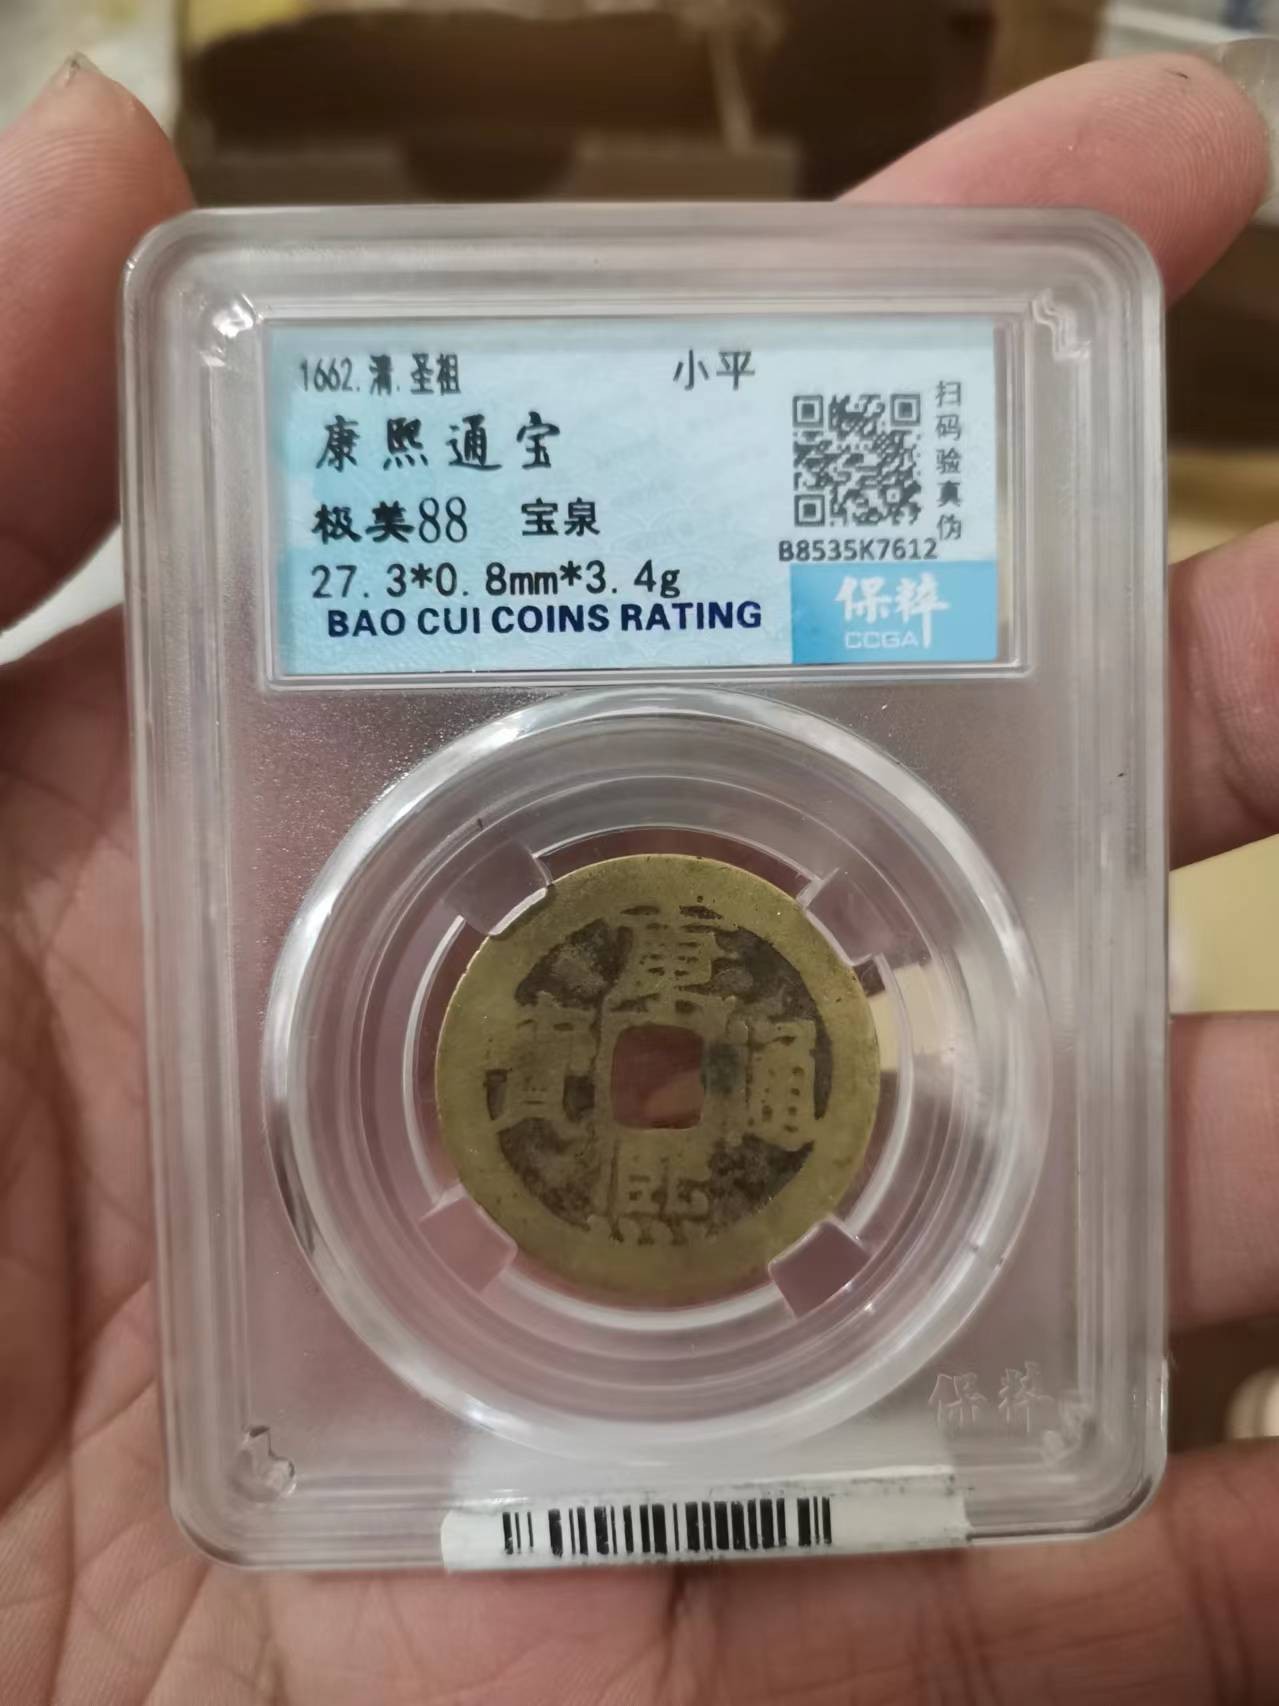 1662.清.圣祖 小平
康熙通宝
极美88 宝泉
27.3*0.8mm*3.4g
BAO CUI COINS RATING
扫码验真伪
B8535K7612
保粹
CCGA
康熙通寶
保粹